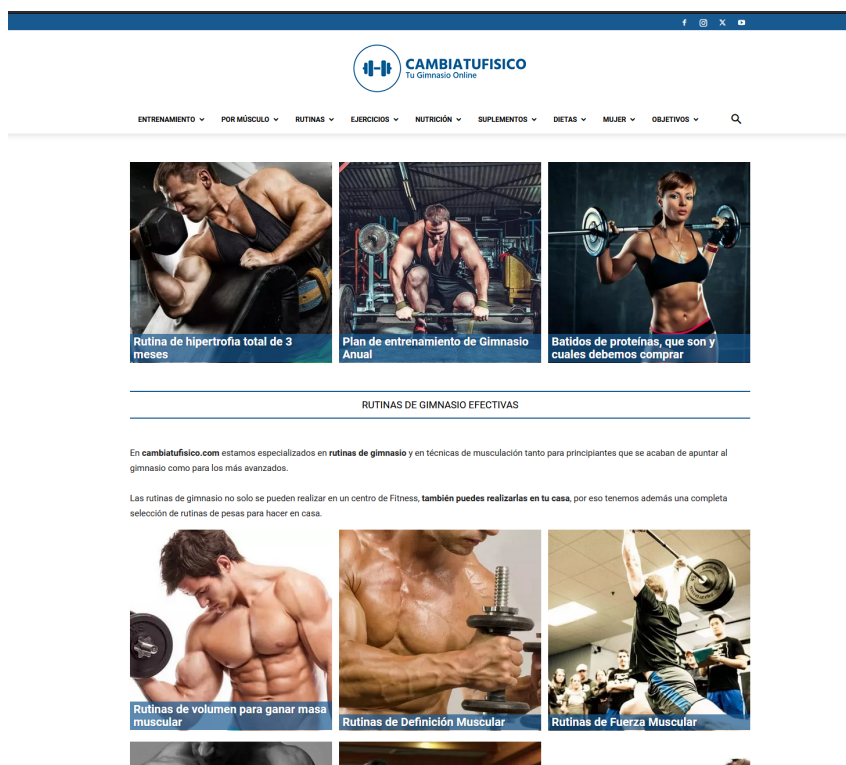 CAMBIATUFISICO
Tu Gimnasio Online
ENTRENAMIENTO POR MÚSCULO RUTINAS EJERCICIOS NUTRICIÓN SUPLEMENTOS DIETAS MUJER OBJETIVOS
Rutina de hipertrofia total de 3
meses
Plan de entrenamiento de Gimnasio
Anual
Batidos de proteínas, que son y
cuales debemos comprar
RUTINAS DE GIMNASIO EFECTIVAS
En cambiatufisico.com estamos especializados en rutinas de gimnasio y en técnicas de musculación tanto para principiantes que se acaban de apuntar al
gimnasio como para los más avanzados.
Las rutinas de gimnasio no solo se pueden realizar en un centro de Fitness, también puedes realizarlas en tu casa, por eso tenemos además una completa
selección de rutinas de pesas para hacer en casa.
Rutinas de volumen para ganar masa
muscular
Rutinas de Definición Muscular
Rutinas de Fuerza Muscular